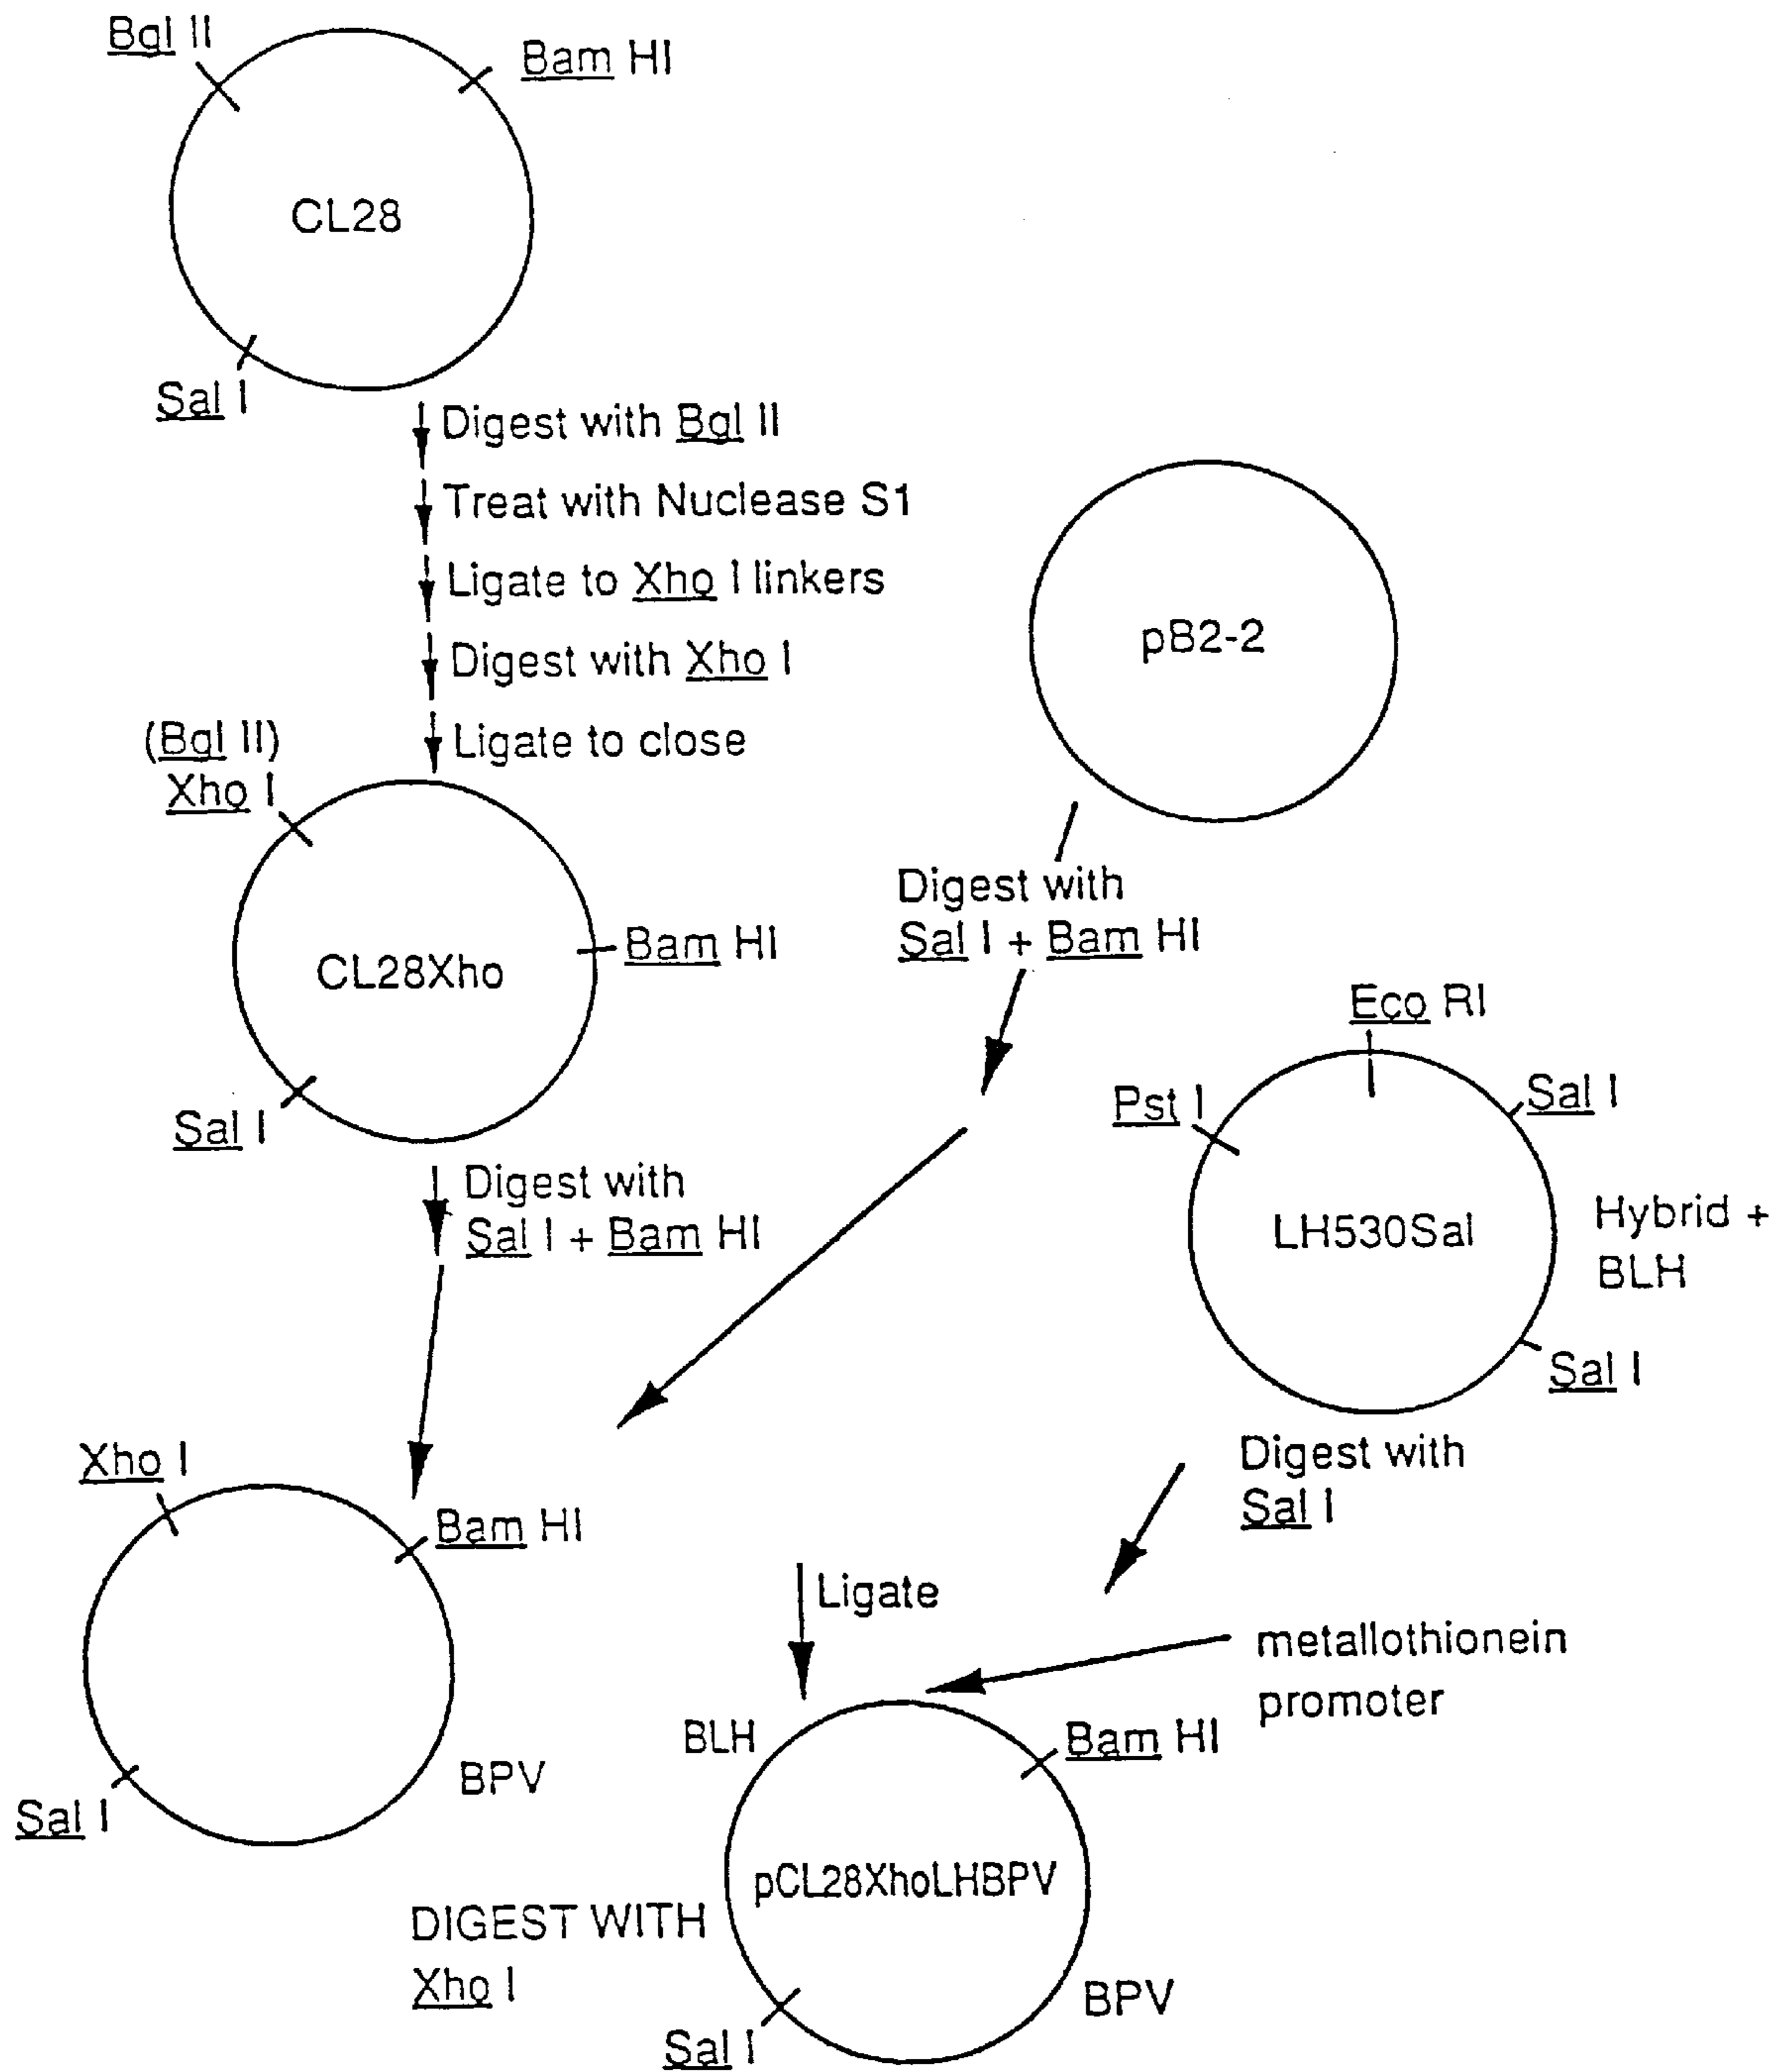 Bgl II
Bam HI
CL28
Sal I
Digest with Bgl II
Treat with Nuclease S1
Ligate to Xho I linkers
Digest with Xho I
Ligate to close
pB2-2
(Bgl II)
Xho I
CL28Xho
Bam HI
Sal I
Digest with
Sal I + Bam HI
Digest with
Sal I + Bam HI
Eco RI
Pst I
Sal I
LH530Sal
Hybrid +
BLH
Sal I
Digest with
Sal I
Xho I
Bam HI
BPV
Sal I
Ligate
metallothionein
promoter
BLH
Bam HI
pCL28XhoLHBPV
DIGEST WITH
Xho I
BPV
Sal I